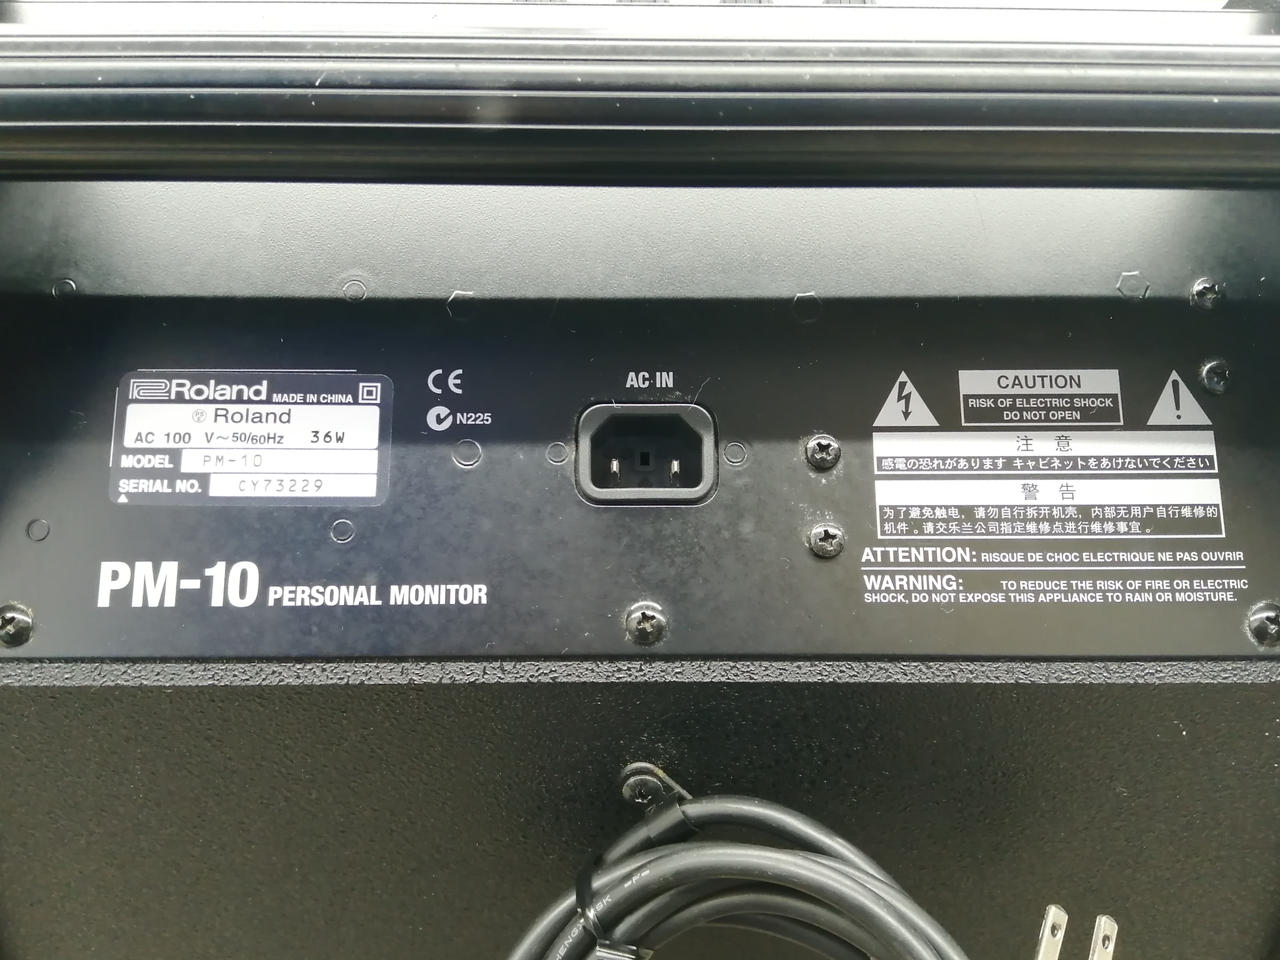 Roland MADE IN CHINA
Roland
AC 100 V～50/60Hz 36W
MODEL PM-10
SERIAL NO. CY73229
CE
N225
AC IN
PM-10 PERSONAL MONITOR
CAUTION
RISK OF ELECTRIC SHOCK
DO NOT OPEN
注 意
感電の恐れがあります キャビネットをあけないでください
警 告
为了避免触电，请勿自行拆开机壳，内部无用户自行维修的
机件。请交乐兰公司指定维修点进行维修事宜。
ATTENTION: RISQUE DE CHOC ELECTRIQUE NE PAS OUVRIR
WARNING: TO REDUCE THE RISK OF FIRE OR ELECTRIC
SHOCK, DO NOT EXPOSE THIS APPLIANCE TO RAIN OR MOISTURE.